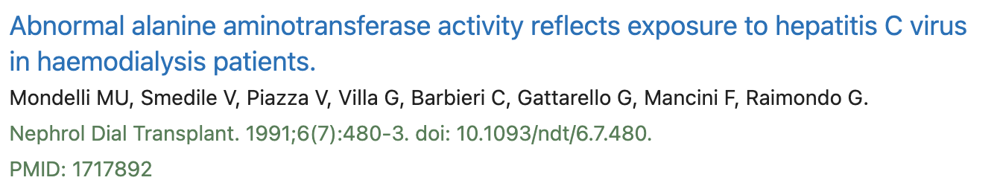 Abnormal alanine aminotransferase activity reflects exposure to hepatitis C virus
in haemodialysis patients.
Mondelli MU, Smedile V, Piazza V, Villa G, Barbieri C, Gattarello G, Mancini F, Raimondo G.
Nephrol Dial Transplant. 1991;6(7):480-3. doi: 10.1093/ndt/6.7.480.
PMID: 1717892